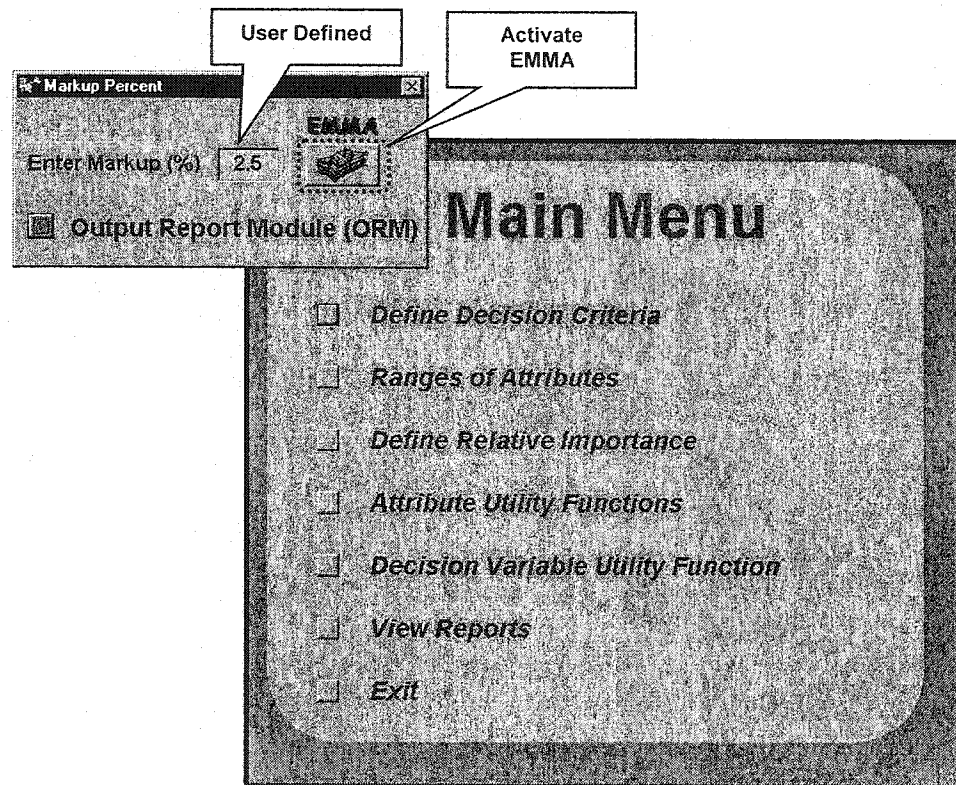 User Defined
Activate
EMMA
Markup Percent
EMMA
Enter Markup (%) 2.5
Output Report Module (ORM)
Main Menu
Define Decision Criteria
Ranges of Attributes
Define Relative Importance
Attribute Utility Functions
Decision Variable Utility Function
View Reports
Exit